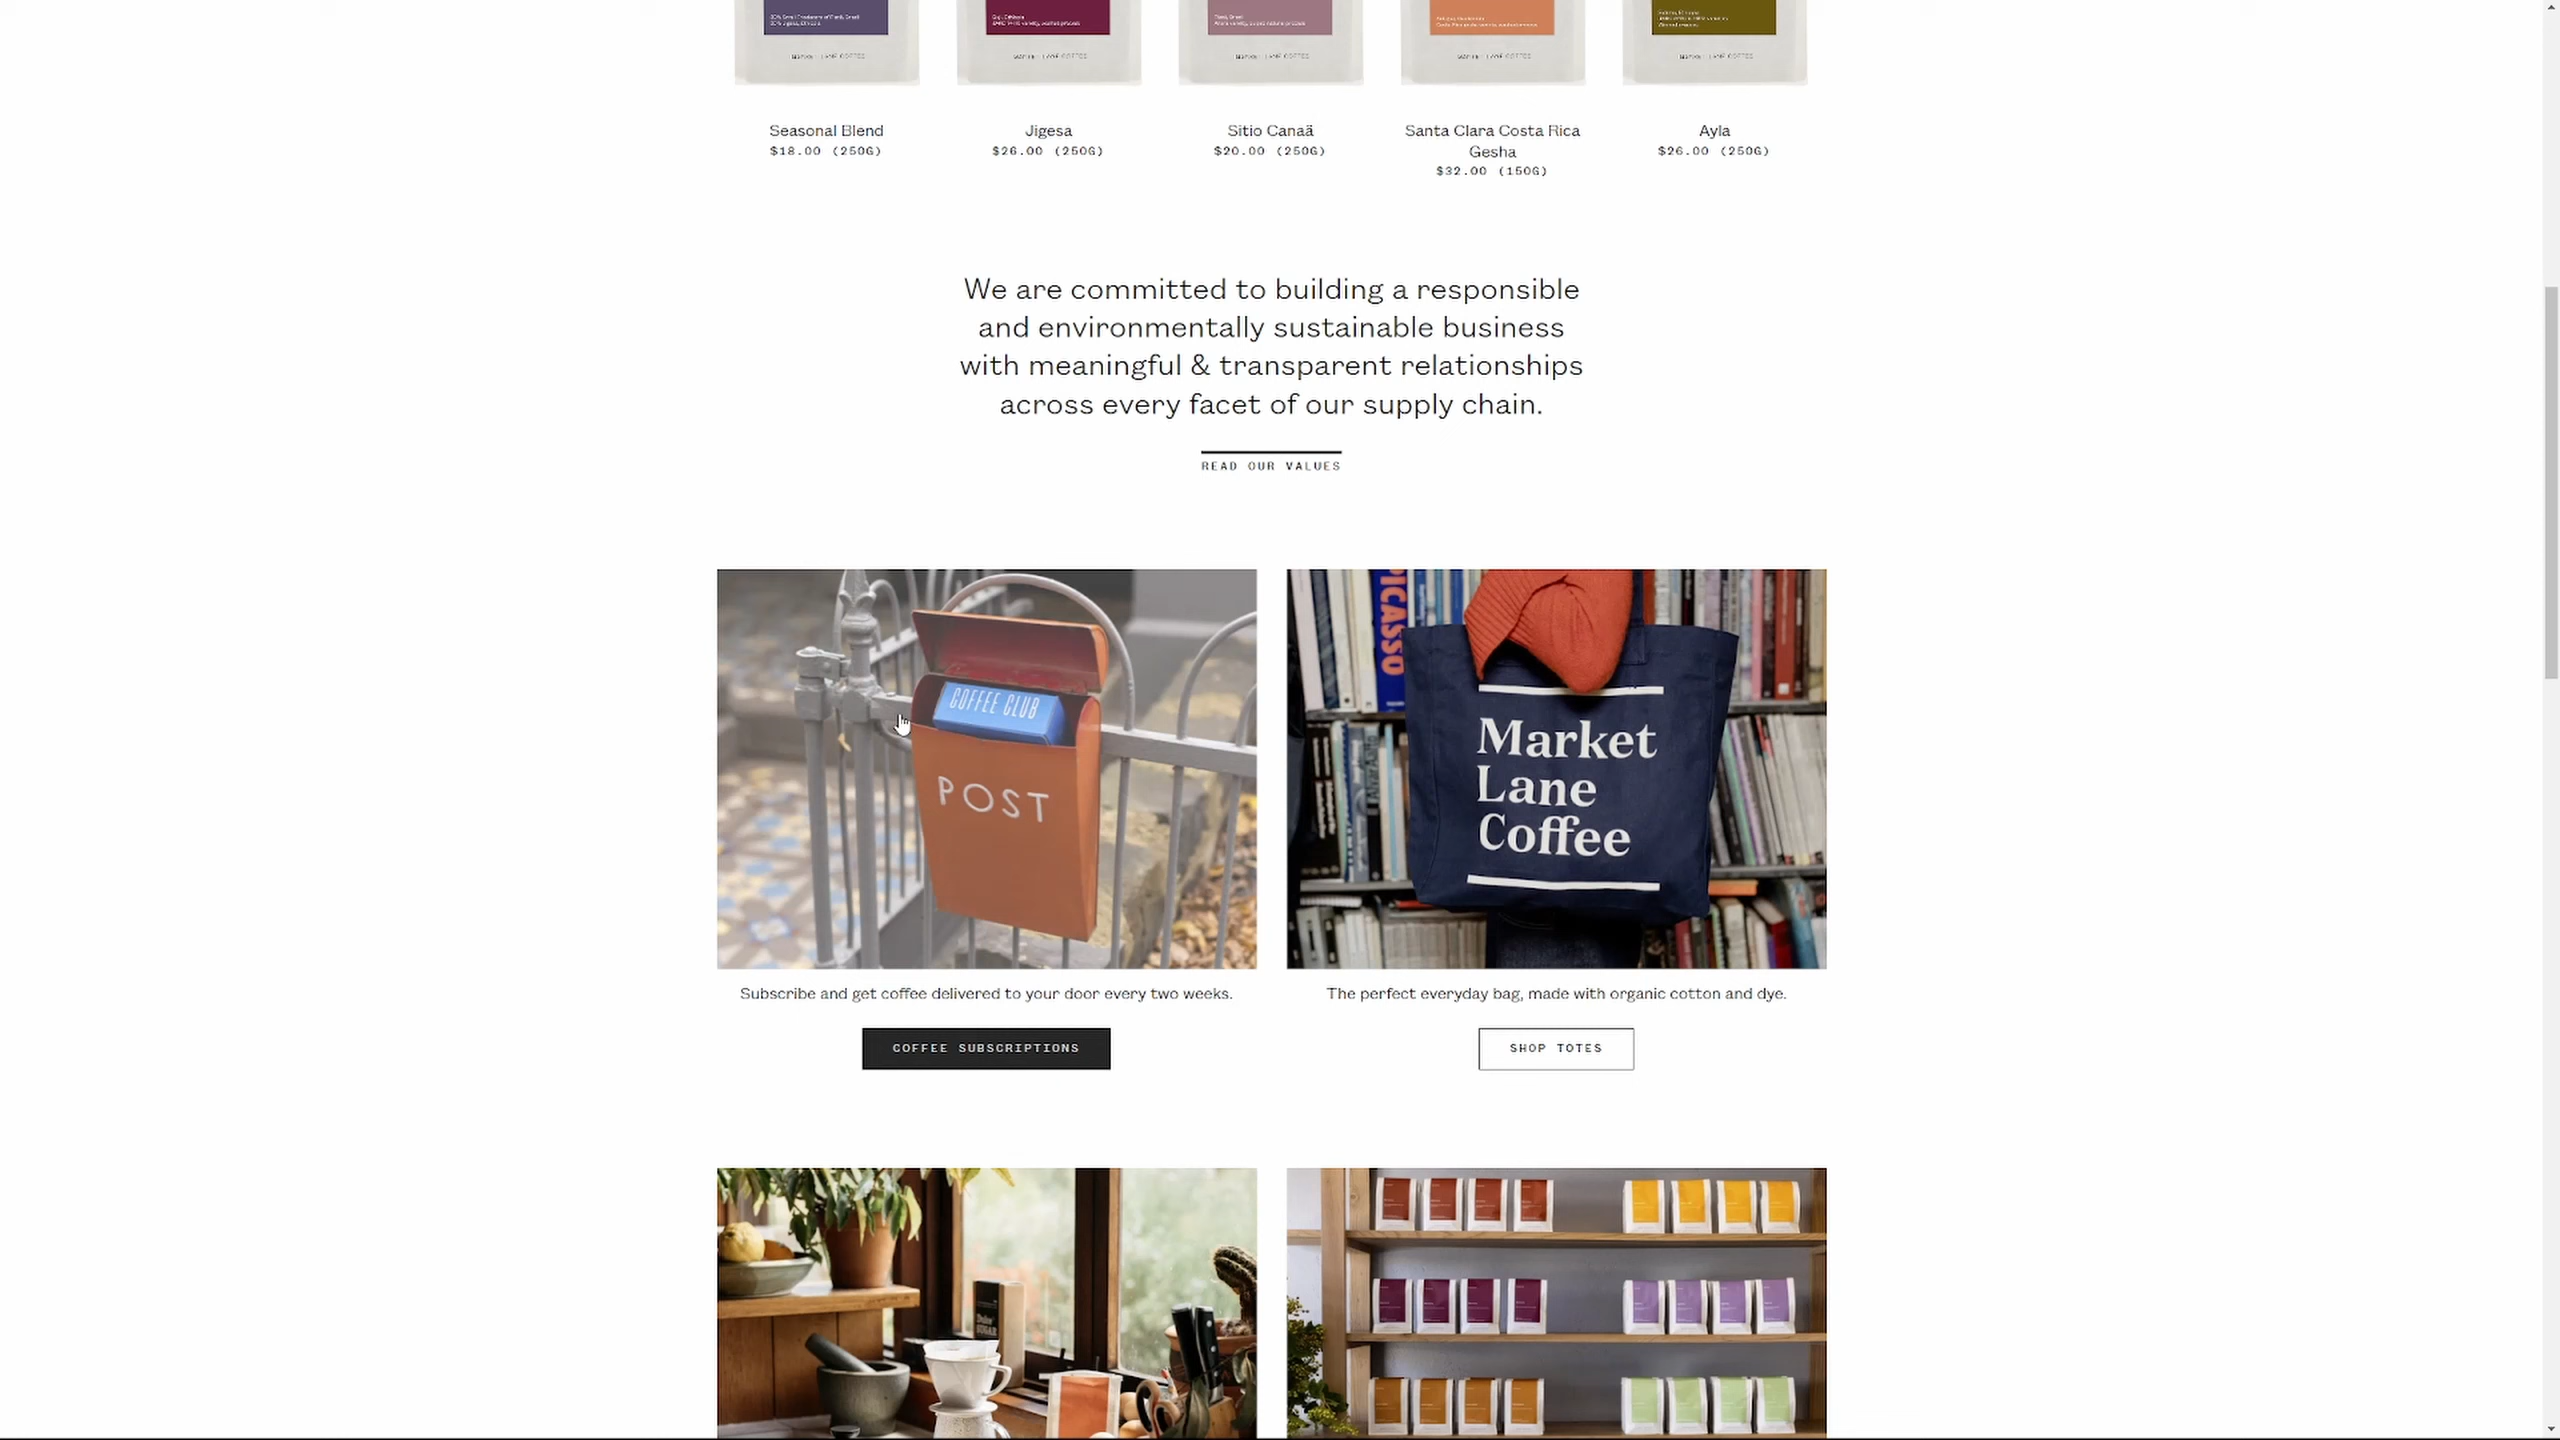 Seasonal Blend
$18.00 (250G)
Jigesa
$26.00 (250G)
Sitio Canaä
$20.00 (250G)
Santa Clara Costa Rica
Gesha
$32.00 (150G)
Ayla
$26.00 (250G)
We are committed to building a responsible
and environmentally sustainable business
with meaningful & transparent relationships
across every facet of our supply chain.
READ OUR VALUES
COFFEE CLUB
POST
PICASSO
Market
Lane
Coffee
Subscribe and get coffee delivered to your door every two weeks.
The perfect everyday bag, made with organic cotton and dye.
COFFEE SUBSCRIPTIONS
SHOP TOTES